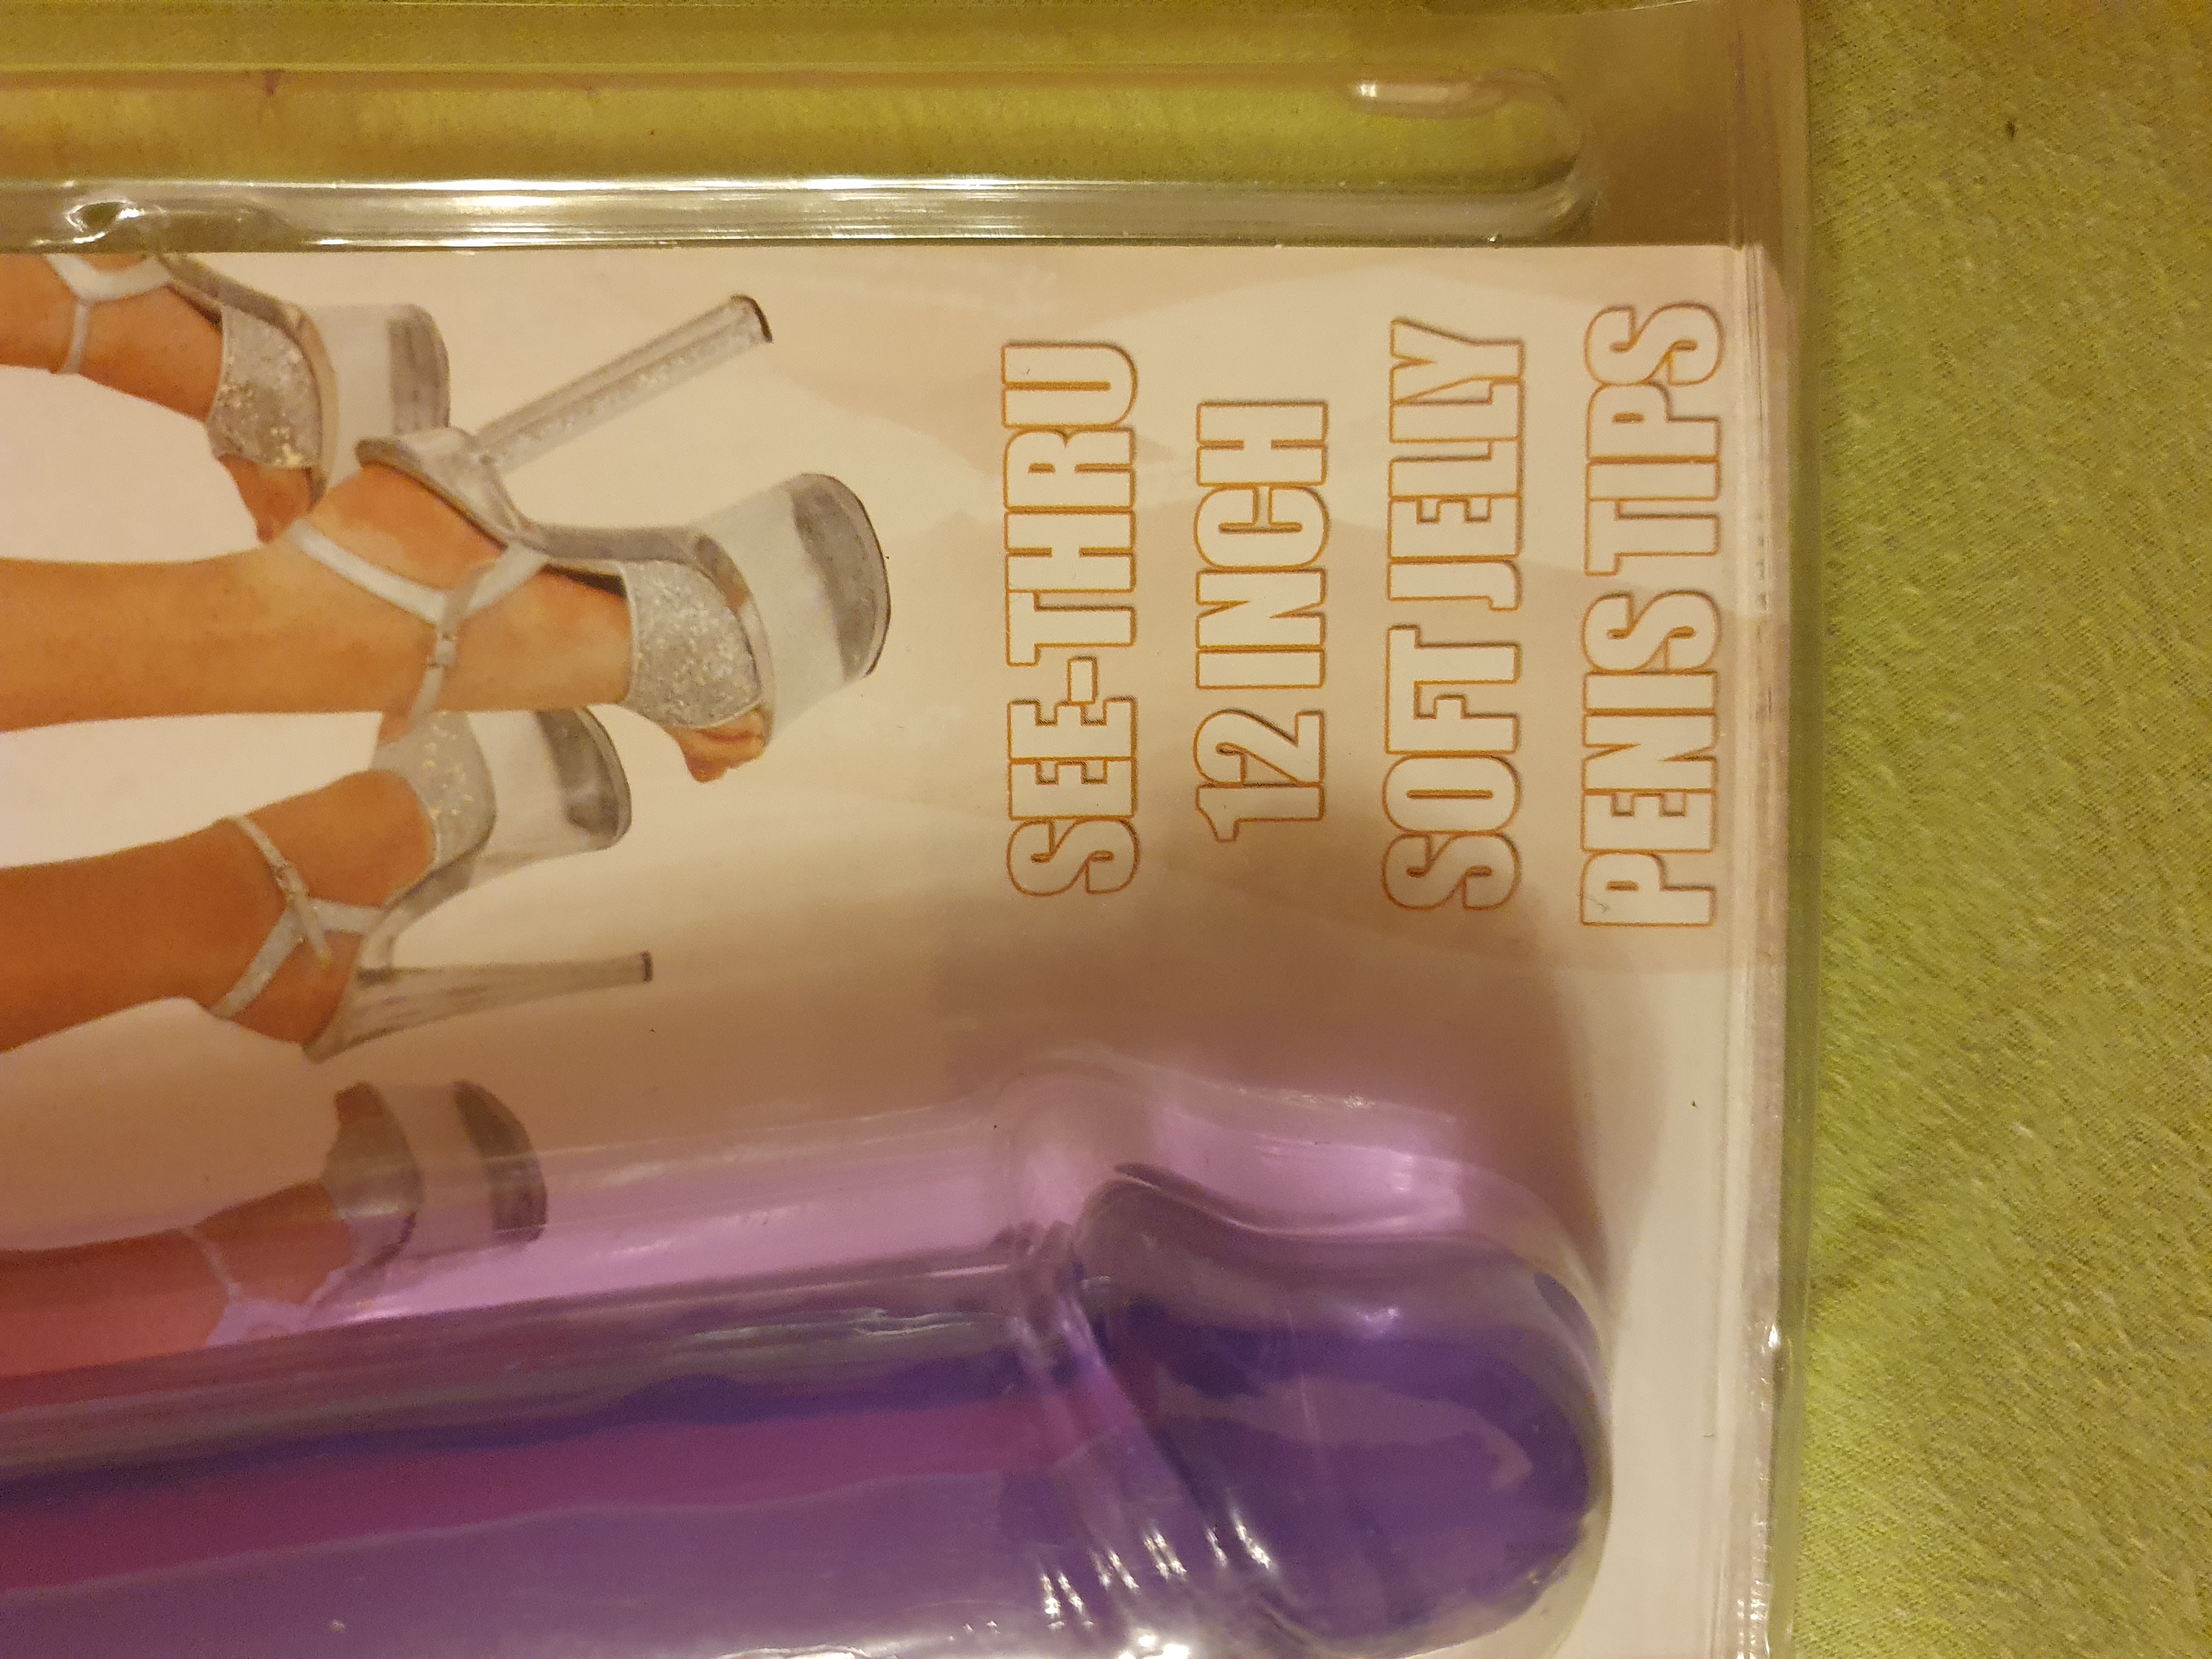 SEE-THRU
12 INCH
SOFT JELLY
PENIS TIPS